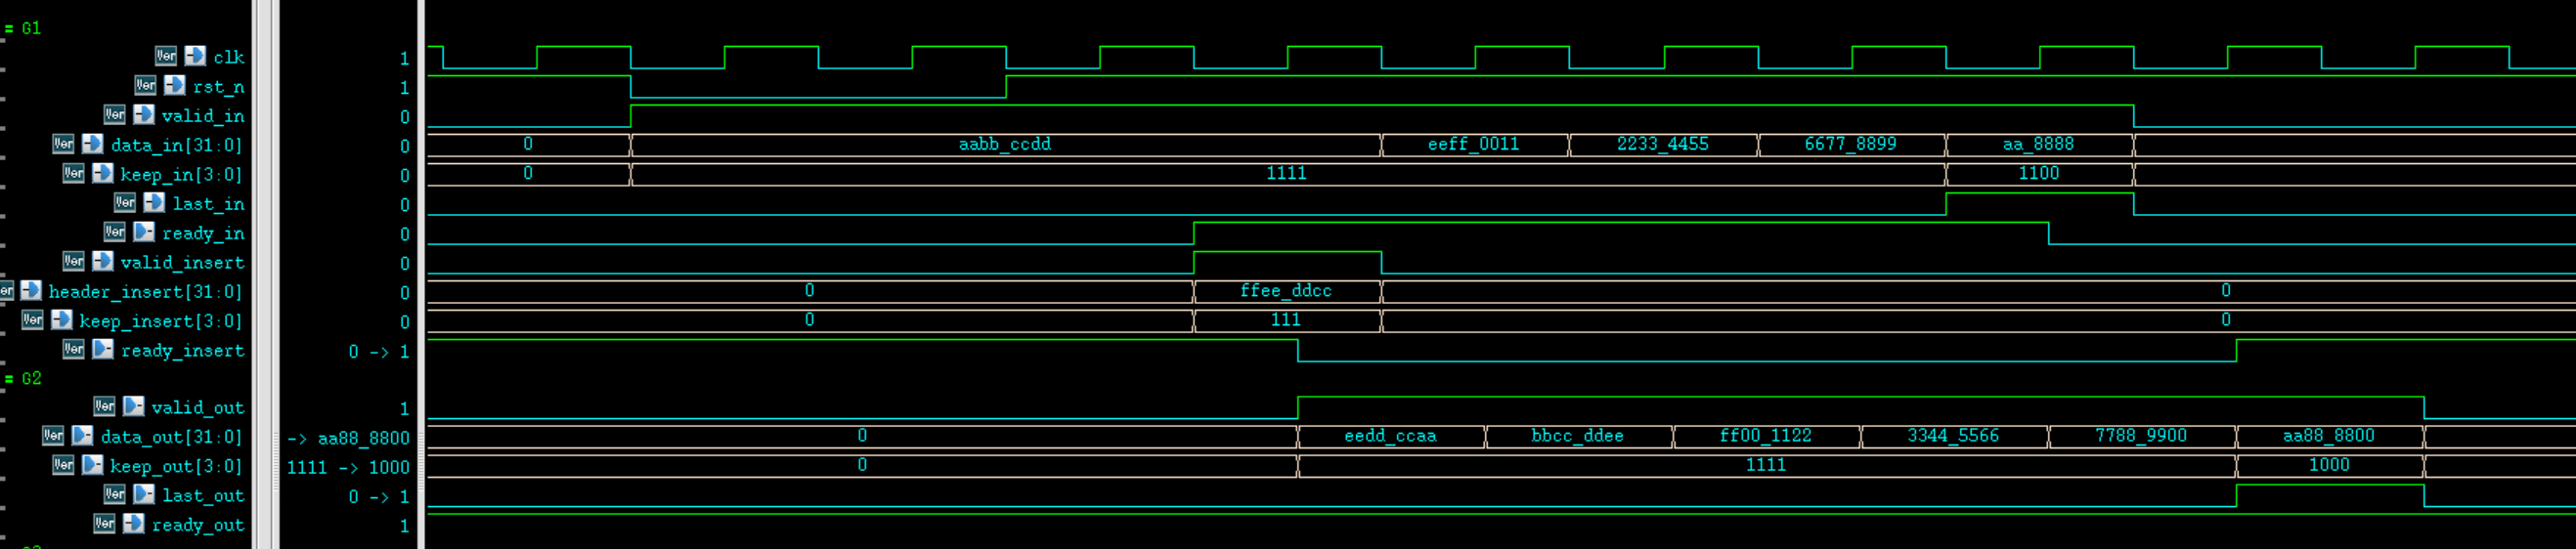 = G1
Ver clk 1
Ver rst_n 1
Ver valid_in 0
Ver data_in[31:0] 0 0 aabb_ccdd eeff_0011 2233_4455 6677_8899 aa_8888
Ver keep_in[3:0] 0 0 1111 1100
Ver last_in 0
Ver ready_in 0
Ver valid_insert 0
er header_insert[31:0] 0 0 ffee_ddcc 0
Ver keep_insert[3:0] 0 0 111 0
Ver ready_insert 0 -> 1
= G2
Ver valid_out 1
Ver data_out[31:0] -> aa88_8800 0 eedd_ccaa bbcc_ddee ff00_1122 3344_5566 7788_9900 aa88_8800
Ver keep_out[3:0] 1111 -> 1000 0 1111 1000
Ver last_out 0 -> 1
Ver ready_out 1